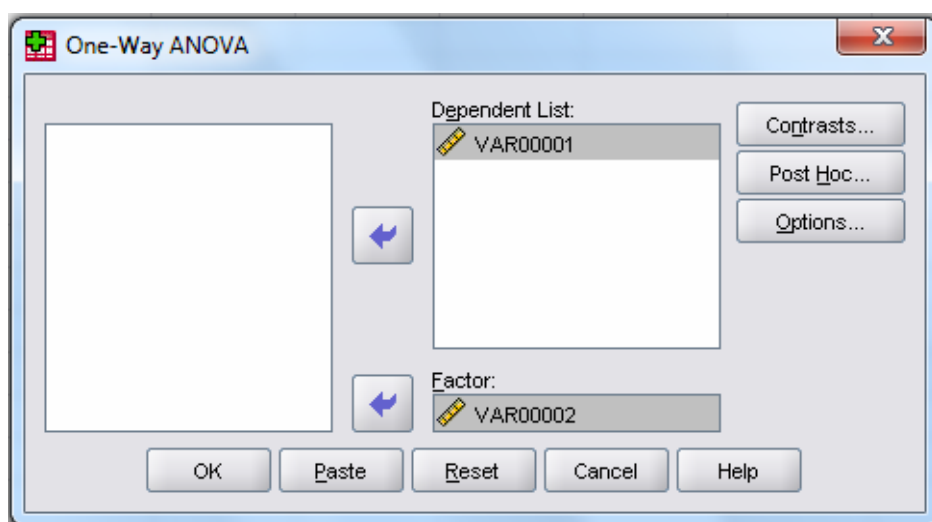 One-Way ANOVA
Dependent List:
VAR00001
Contrasts...
Post Hoc...
Options...
Factor:
VAR00002
OK Paste Reset Cancel Help